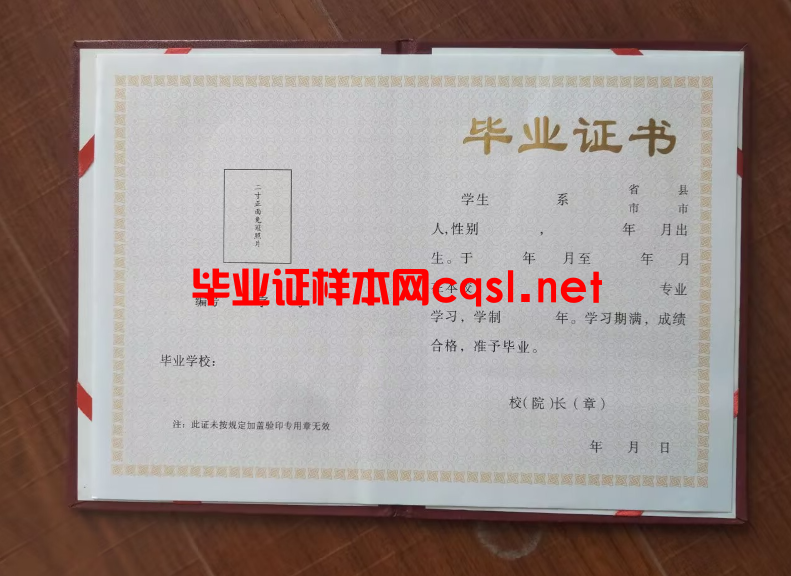 毕业证书
二寸正面免冠照片
学生 系 省 县
市 市
人,性别 , 年 月出
生。于 年 月至 年 月
专业
毕业证样本网cqsl.net
编号
学习，学制 年。学习期满，成绩
合格，准予毕业。
毕业学校：
校(院)长(章)
注：此证未按规定加盖验印专用章无效
年 月 日